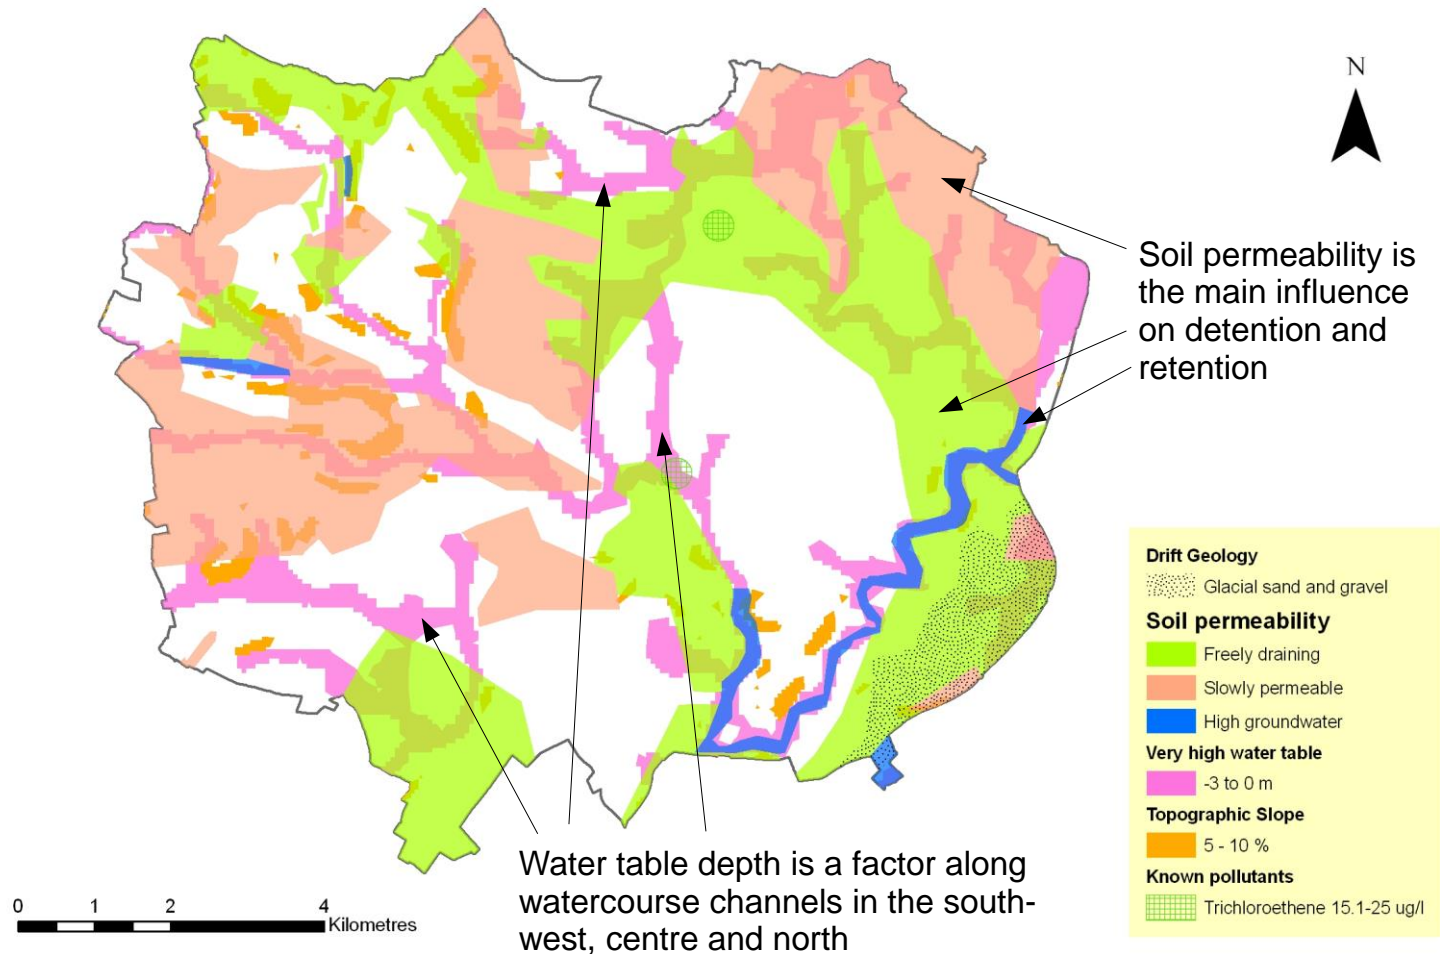 N
Soil permeability is
the main influence
on detention and
retention
Drift Geology
Glacial sand and gravel
Soil permeability
Freely draining
Slowly permeable
High groundwater
Very high water table
-3 to 0 m
Topographic Slope
5 - 10 %
Known pollutants
Trichloroethene 15.1-25 ug/l
Water table depth is a factor along
watercourse channels in the south-
west, centre and north
0 1 2 4
Kilometres